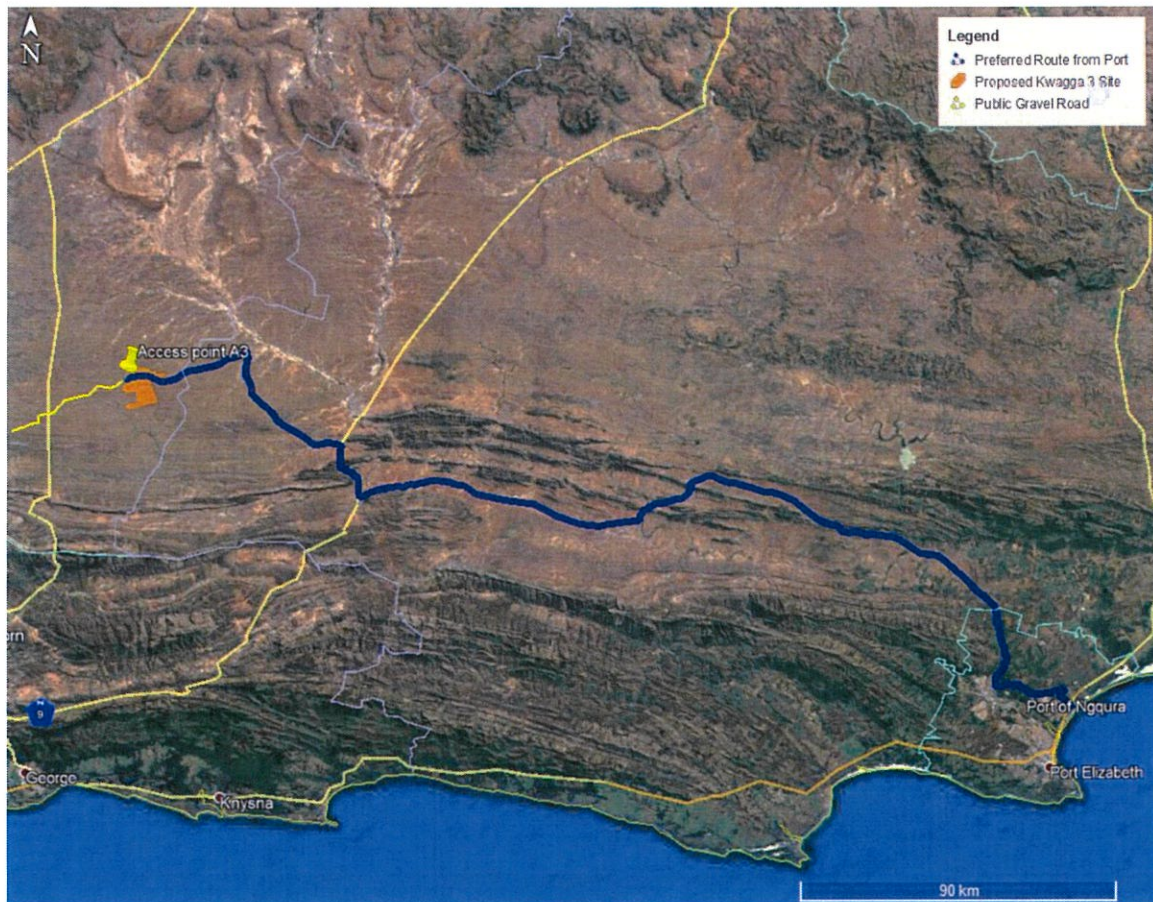 N
Legend
Preferred Route from Port
Proposed Kwagga 3 Site
Public Gravel Road
Access point A3
orn
N
9
Port of Ngqura
George
Knysna
Port Elizabeth
90 km